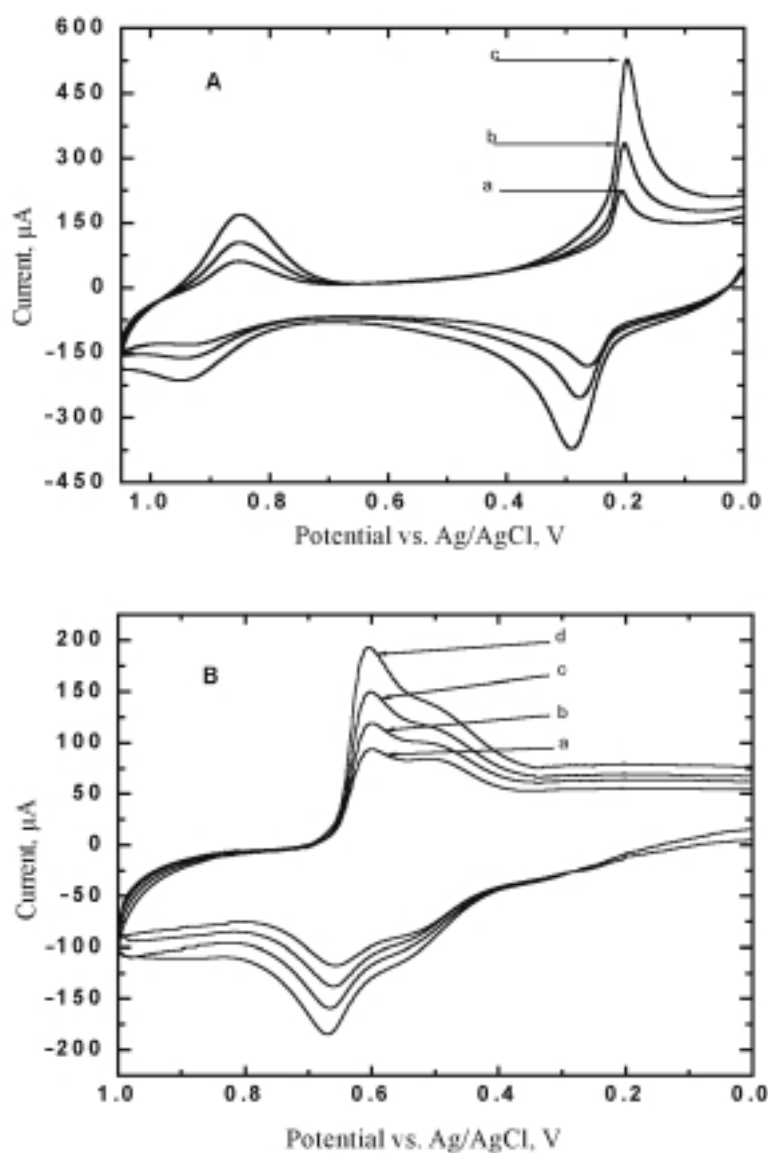 600
A
c
450
300
b
a
150
0
-150
-300
-450
Current, µA
1.0 0.8 0.6 0.4 0.2 0.0
Potential vs. Ag/AgCl, V
200
B
d
150
c
100
b
a
50
0
-50
-100
-150
-200
Current, µA
1.0 0.8 0.6 0.4 0.2 0.0
Potential vs. Ag/AgCl, V